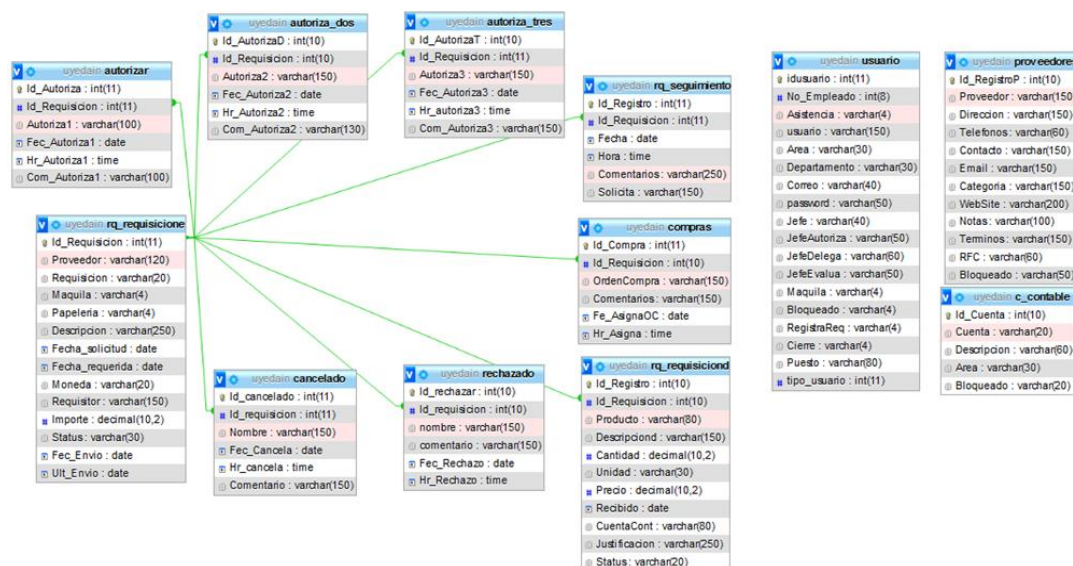 uyedain autorizar
Id_Autoriza : int(11)
Id_Requisicion : int(11)
Autoriza1 : varchar(100)
Fec_Autoriza1 : date
Hr_Autoriza1 : time
Com_Autoriza1 : varchar(100)
uyedain autoriza_dos
Id_AutorizaD : int(10)
Id_Requisicion : int(10)
Autoriza2 : varchar(150)
Fec_Autoriza2 : date
Hr_Autoriza2 : time
Com_Autoriza2 : varchar(130)
uyedain autoriza_tres
Id_AutorizaT : int(10)
Id_Requisicion : int(11)
Autoriza3 : varchar(150)
Fec_Autoriza3 : date
Hr_autoriza3 : time
Com_Autoriza3 : varchar(150)
uyedain rq_seguimiento
Id_Registro : int(11)
Id_Requisicion : int(11)
Fecha : date
Hora : time
Comentarios : varchar(250)
Solicita : varchar(150)
uyedain rq_requisicione
Id_Requisicion : int(11)
Proveedor : varchar(120)
Requisicion : varchar(20)
Maquila : varchar(4)
Papeleria : varchar(4)
Descripcion : varchar(250)
Fecha_solicitud : date
Fecha_requerida : date
Moneda : varchar(20)
Requisitor : varchar(150)
Importe : decimal(10,2)
Status : varchar(30)
Fec_Envio : date
Ult_Envio : date
uyedain compras
Id_Compra : int(11)
Id_Requisicion : int(10)
OrdenCompra : varchar(150)
Comentarios : varchar(150)
Fe_AsignaOC : date
Hr_Asigna : time
uyedain cancelado
Id_cancelado : int(11)
Id_requisicion : int(11)
Nombre : varchar(150)
Fec_Cancela : date
Hr_cancela : time
Comentario : varchar(150)
uyedain rechazado
Id_rechazar : int(10)
Id_requisicion : int(10)
nombre : varchar(150)
comentario : varchar(150)
Fec_Rechazo : date
Hr_Rechazo : time
uyedain rq_requisiciond
Id_Registro : int(10)
Id_Requisicion : int(10)
Producto : varchar(80)
Descripciond : varchar(150)
Cantidad : decimal(10,2)
Unidad : varchar(30)
Precio : decimal(10,2)
Recibido : date
CuentaCont : varchar(80)
Justificacion : varchar(250)
Status : varchar(20)
uyedain usuario
idusuario : int(11)
No_Empleado : int(8)
Asistencia : varchar(4)
usuario : varchar(150)
Area : varchar(30)
Departamento : varchar(30)
Correo : varchar(40)
password : varchar(50)
Jefe : varchar(40)
JefeAutoriza : varchar(50)
JefeDelega : varchar(60)
JefeEvalua : varchar(50)
Maquila : varchar(4)
Bloqueado : varchar(4)
RegistraReq : varchar(4)
Cierre : varchar(4)
Puesto : varchar(80)
tipo_usuario : int(11)
uyedain proveedores
Id_RegistroP : int(10)
Proveedor : varchar(150
Direccion : varchar(150)
Telefonos : varchar(60)
Contacto : varchar(150)
Email : varchar(150)
Categoria : varchar(150)
WebSite : varchar(200)
Notas : varchar(100)
Terminos : varchar(150)
RFC : varchar(60)
Bloqueado : varchar(50)
uyedain c_contable
Id_Cuenta : int(10)
Cuenta : varchar(20)
Descripcion : varchar(60)
Area : varchar(30)
Bloqueado : varchar(20)